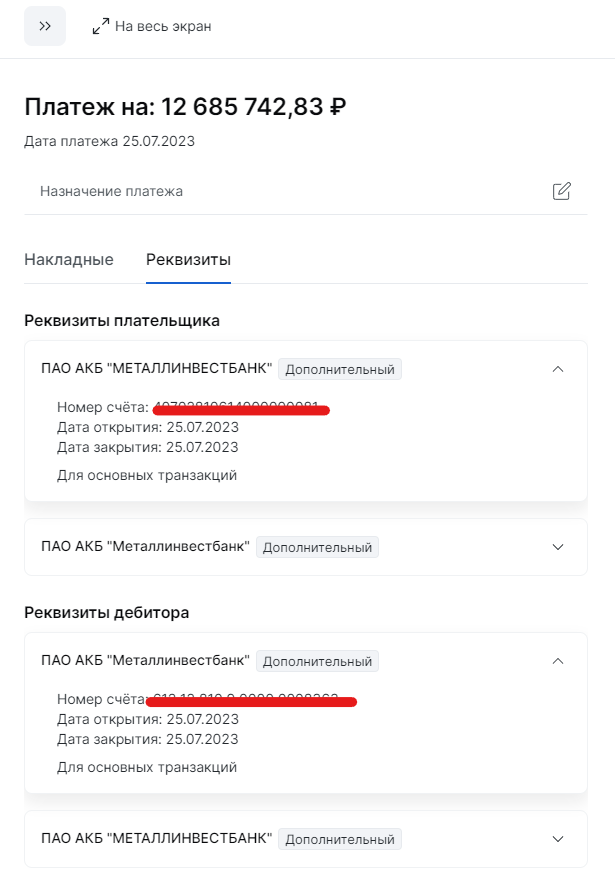 На весь экран
Платеж на: 12 685 742,83 ₽
Дата платежа 25.07.2023
Назначение платежа
Накладные Реквизиты
Реквизиты плательщика
ПАО АКБ "МЕТАЛЛИНВЕСТБАНК" Дополнительный
Номер счёта:
Дата открытия: 25.07.2023
Дата закрытия: 25.07.2023
Для основных транзакций
ПАО АКБ "Металлинвестбанк" Дополнительный
Реквизиты дебитора
ПАО АКБ "Металлинвестбанк" Дополнительный
Номер счёта:
Дата открытия: 25.07.2023
Дата закрытия: 25.07.2023
Для основных транзакций
ПАО АКБ "МЕТАЛЛИНВЕСТБАНК" Дополнительный